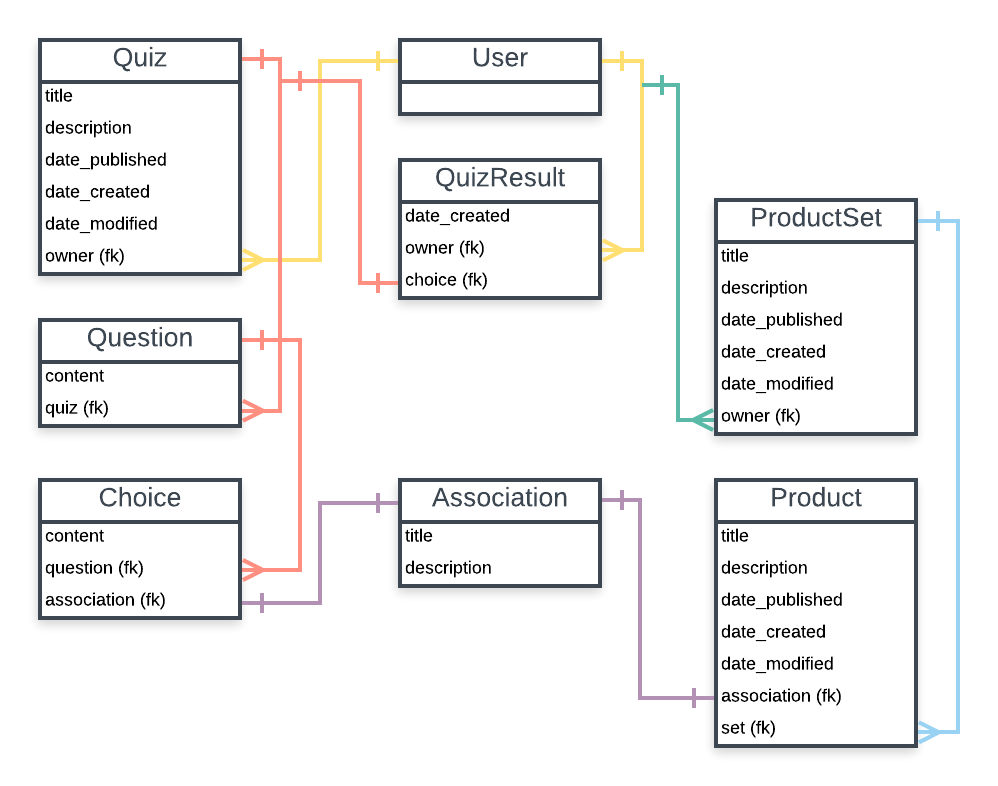 Quiz
title
description
date_published
date_created
date_modified
owner (fk)
User
QuizResult
date_created
owner (fk)
choice (fk)
ProductSet
title
description
date_published
date_created
date_modified
owner (fk)
Question
content
quiz (fk)
Choice
content
question (fk)
association (fk)
Association
title
description
Product
title
description
date_published
date_created
date_modified
association (fk)
set (fk)